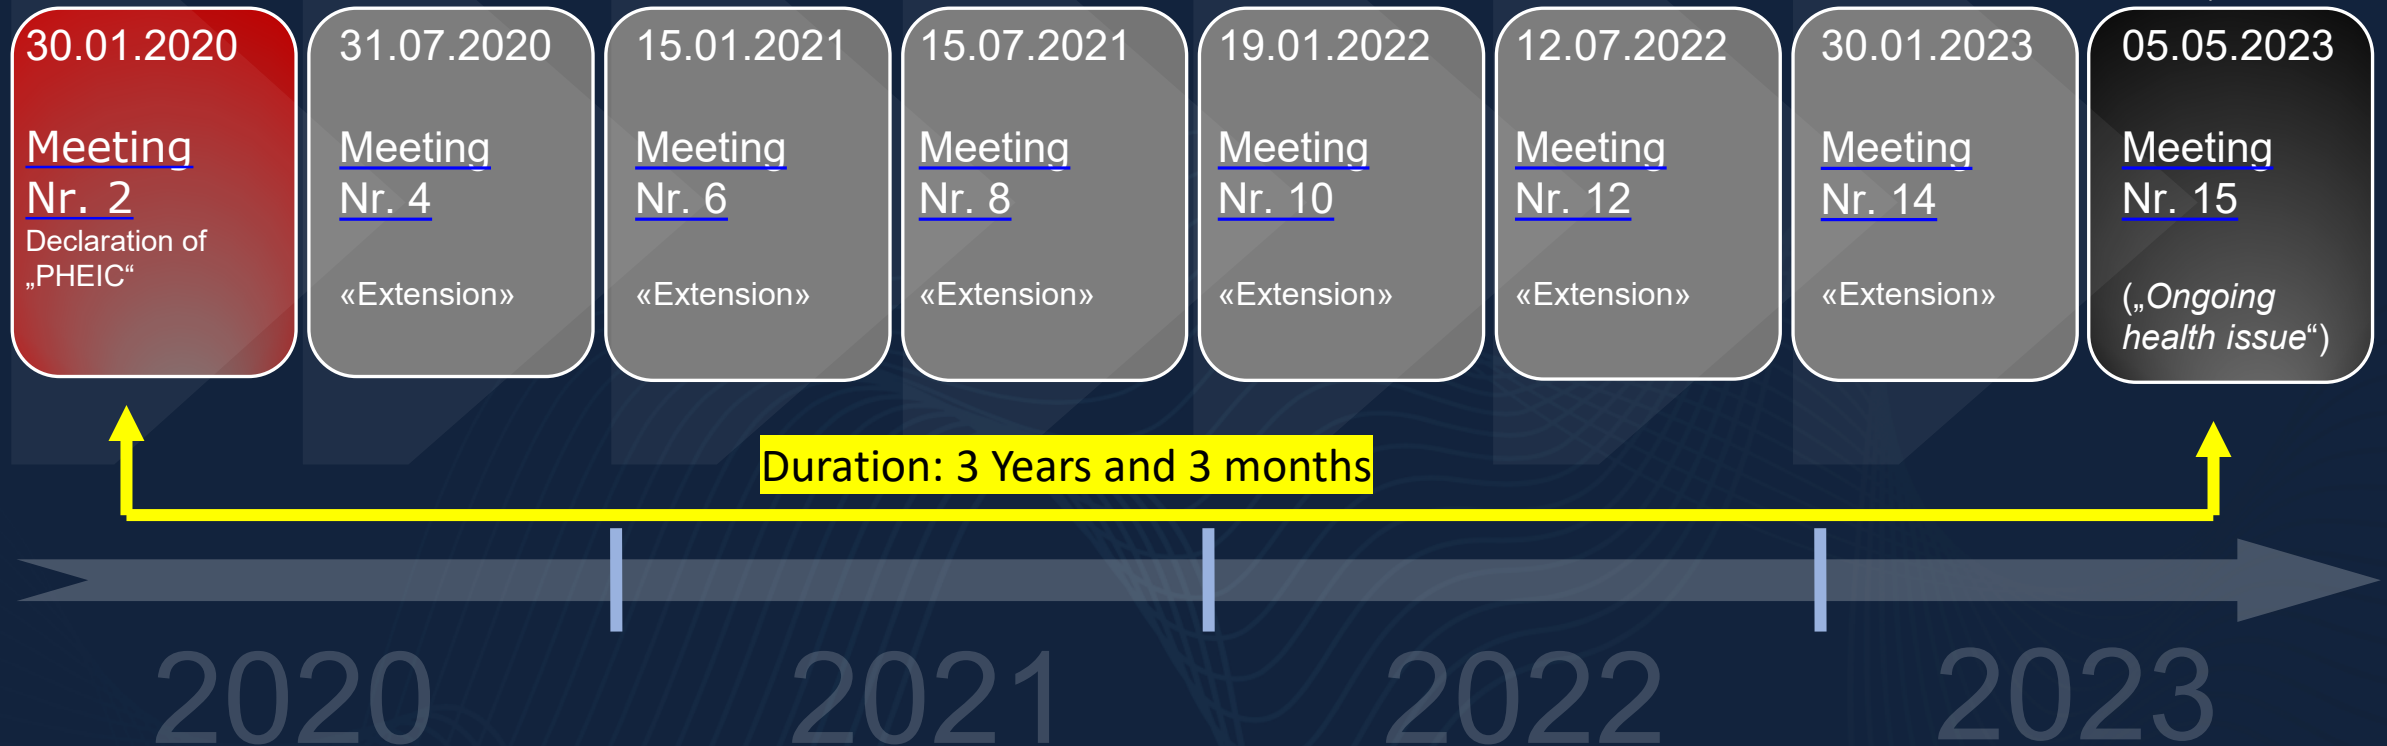 30.01.2020
Meeting
Nr. 2
Declaration of
„PHEIC“
31.07.2020
Meeting
Nr. 4
«Extension»
15.01.2021
Meeting
Nr. 6
«Extension»
15.07.2021
Meeting
Nr. 8
«Extension»
19.01.2022
Meeting
Nr. 10
«Extension»
12.07.2022
Meeting
Nr. 12
«Extension»
30.01.2023
Meeting
Nr. 14
«Extension»
05.05.2023
Meeting
Nr. 15
(„Ongoing
health issue“)
Duration: 3 Years and 3 months
2020
2021
2022
2023